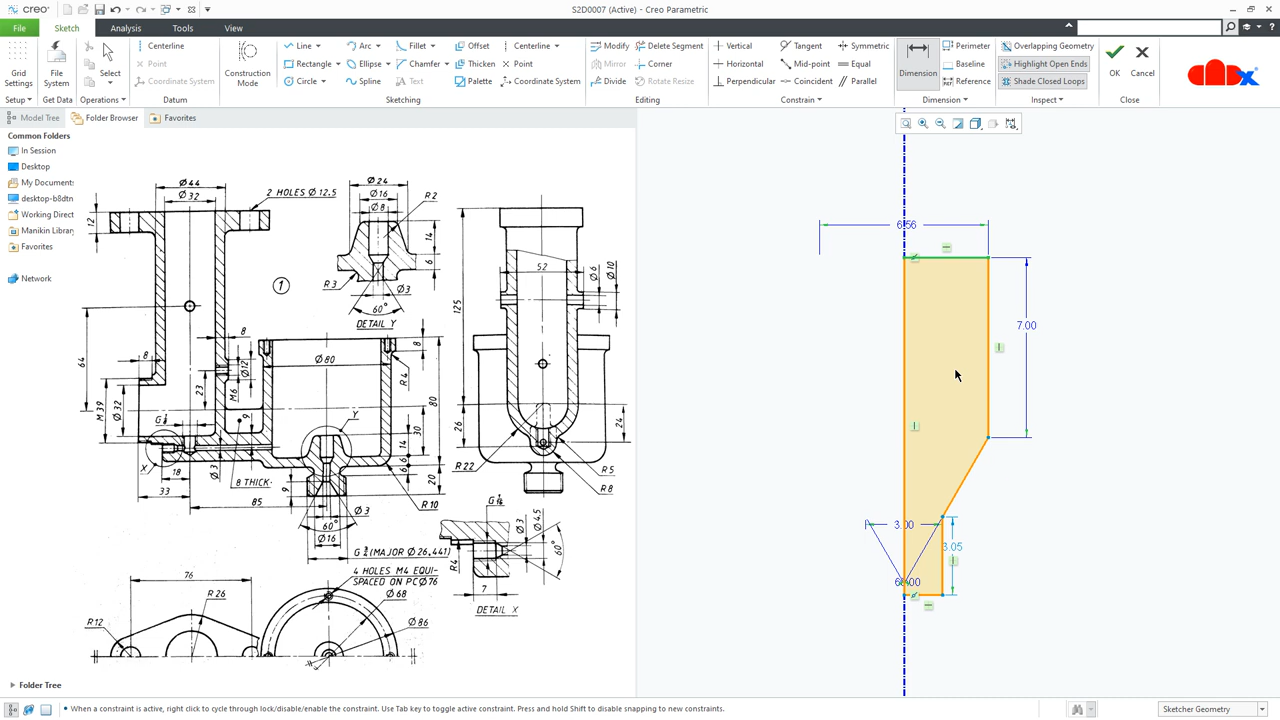 creo°
S2D0007 (Active) - Creo Parametric
File
Sketch
Analysis
Tools
View
Grid Settings
File System
Select
Centerline
Point
Coordinate System
Construction Mode
Line
Rectangle
Circle
Arc
Ellipse
Spline
Fillet
Chamfer
Text
Offset
Thicken
Palette
Centerline
Point
Coordinate System
Modify
Mirror
Divide
Delete Segment
Corner
Rotate Resize
Vertical
Horizontal
Perpendicular
Tangent
Mid-point
Coincident
Symmetric
Equal
Parallel
Dimension
Perimeter
Baseline
Reference
Overlapping Geometry
Highlight Open Ends
Shade Closed Loops
OK
Cancel
Setup
Get Data
Operations
Datum
Sketching
Editing
Constrain
Dimension
Inspect
Close
Model Tree
Folder Browser
Favorites
Common Folders
In Session
Desktop
My Documents
desktop-b8dtn
Working Direct
Manikin Library
Favorites
Network
Ø44
Ø32
2 HOLES Ø12.5
12
64
8
8
M39
Ø32
23
M6
Ø12
9
X
18
33
Ø3
8 THICK
85
1
Ø24
Ø16
Ø8
R2
14
6
R3
Ø3
60°
DETAIL Y
Ø80
8
R4
80
30
14
6
6
20
Y
9
R10
Ø3
60°
Ø16
G ¾ (MAJOR Ø26,441)
125
52
Ø6
Ø10
26
24
R22
R5
R8
G ¼
Ø3
Ø4.5
60°
R4
7
DETAIL X
4 HOLES M4 EQUI-
SPACED ON PCØ76
Ø68
Ø86
76
R26
R12
6.56
7.00
3.00
3.05
Folder Tree
• When a constraint is active, right click to cycle through lock/disable/enable the constraint. Use Tab key to toggle active constraint. Press and hold Shift to disable snapping to new constraints.
Sketcher Geometry